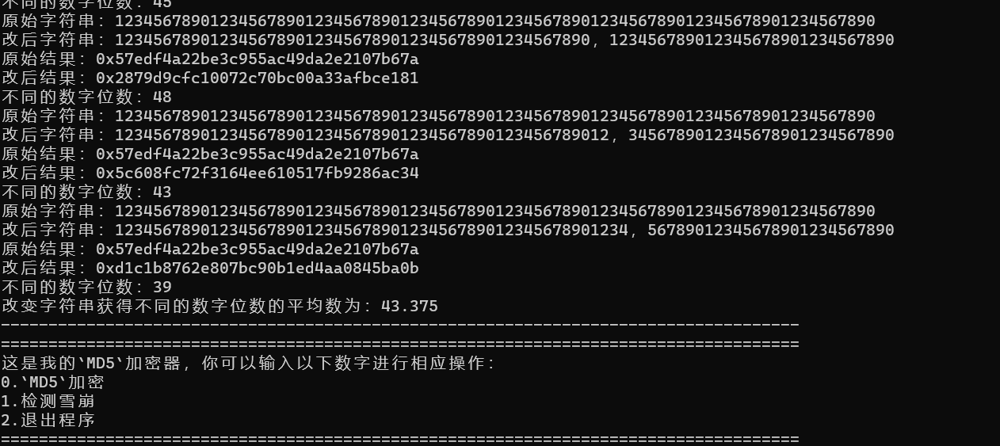 不同的数字位数：45
原始字符串：12345678901234567890123456789012345678901234567890123456789012345678901234567890
改后字符串：12345678901234567890123456789012345678901234567890，123456789012345678901234567890
原始结果：0x57edf4a22be3c955ac49da2e2107b67a
改后结果：0x2879d9cfc10072c70bc00a33afbce181
不同的数字位数：48
原始字符串：12345678901234567890123456789012345678901234567890123456789012345678901234567890
改后字符串：1234567890123456789012345678901234567890123456789012，3456789012345678901234567890
原始结果：0x57edf4a22be3c955ac49da2e2107b67a
改后结果：0x5c608fc72f3164ee610517fb9286ac34
不同的数字位数：43
原始字符串：12345678901234567890123456789012345678901234567890123456789012345678901234567890
改后字符串：123456789012345678901234567890123456789012345678901234，56789012345678901234567890
原始结果：0x57edf4a22be3c955ac49da2e2107b67a
改后结果：0xd1c1b8762e807bc90b1ed4aa0845ba0b
不同的数字位数：39
改变字符串获得不同的数字位数的平均数为：43.375
------------------------------------------------------------------------------------
====================================================================================
这是我的`MD5`加密器，你可以输入以下数字进行相应操作：
0.`MD5`加密
1.检测雪崩
2.退出程序
====================================================================================